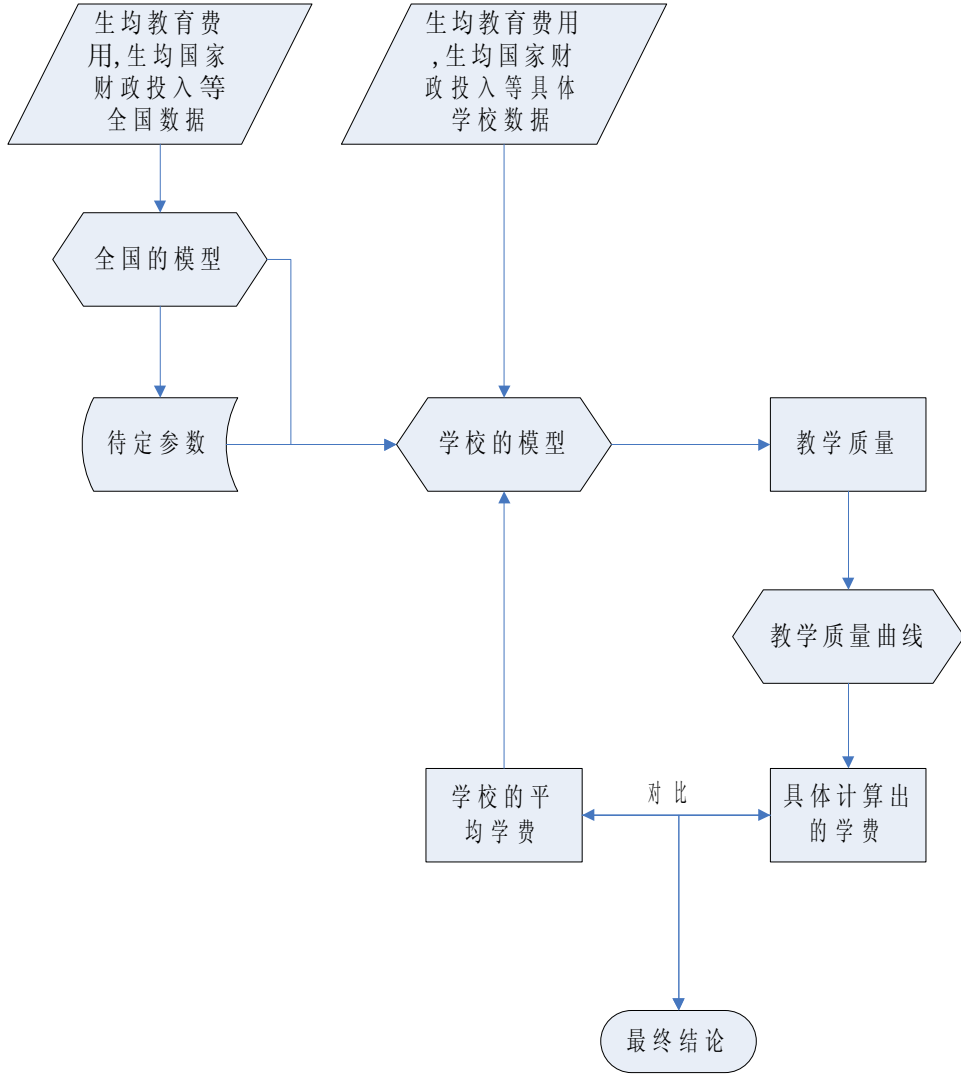 生均教育费
用,生均国家
财政投入等
全国数据
生均教育费用
,生均国家财
政投入等具体
学校数据
全国的模型
待定参数
学校的模型
教学质量
教学质量曲线
学校的平
均学费
对比
具体计算出
的学费
最终结论